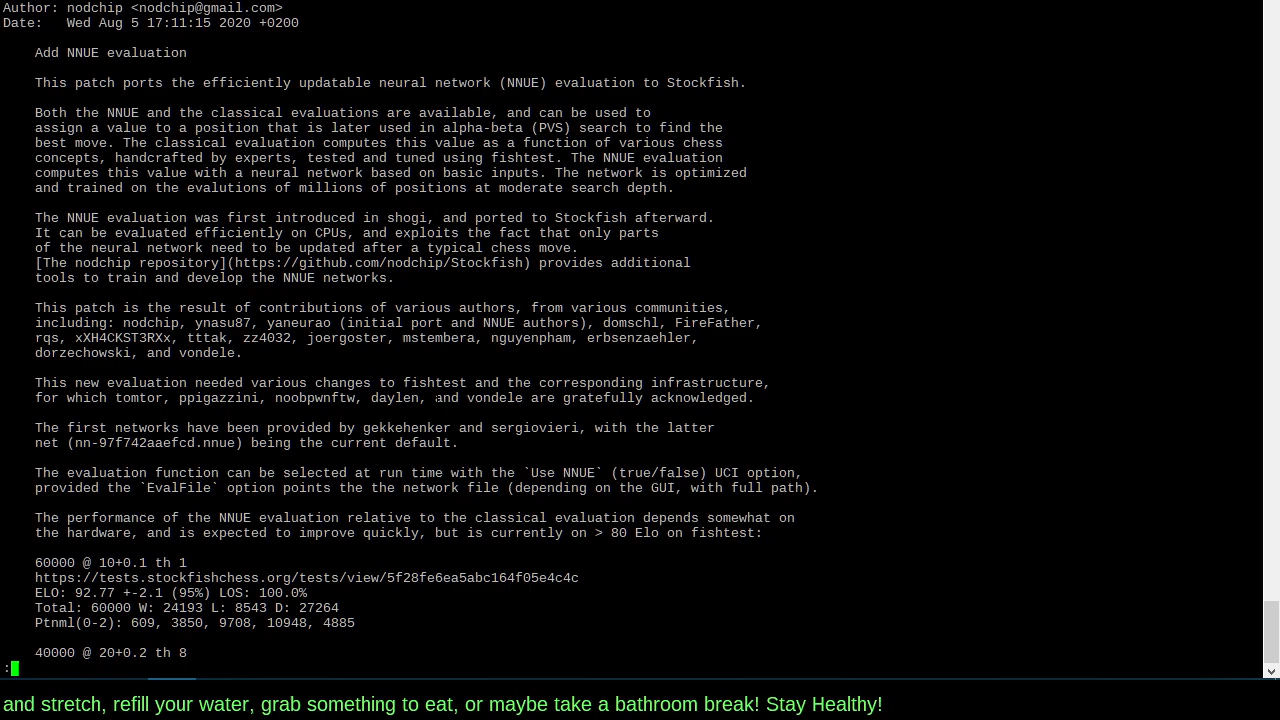 Author: nodchip <nodchip@gmail.com>
Date:   Wed Aug 5 17:11:15 2020 +0200
Add NNUE evaluation
This patch ports the efficiently updatable neural network (NNUE) evaluation to Stockfish.
Both the NNUE and the classical evaluations are available, and can be used to
assign a value to a position that is later used in alpha-beta (PVS) search to find the
best move. The classical evaluation computes this value as a function of various chess
concepts, handcrafted by experts, tested and tuned using fishtest. The NNUE evaluation
computes this value with a neural network based on basic inputs. The network is optimized
and trained on the evalutions of millions of positions at moderate search depth.
The NNUE evaluation was first introduced in shogi, and ported to Stockfish afterward.
It can be evaluated efficiently on CPUs, and exploits the fact that only parts
of the neural network need to be updated after a typical chess move.
[The nodchip repository](https://github.com/nodchip/Stockfish) provides additional
tools to train and develop the NNUE networks.
This patch is the result of contributions of various authors, from various communities,
including: nodchip, ynasu87, yaneurao (initial port and NNUE authors), domschl, FireFather,
rqs, xXH4CKST3RXx, tttak, zz4032, joergoster, mstembera, nguyenpham, erbsenzaehler,
dorzechowski, and vondele.
This new evaluation needed various changes to fishtest and the corresponding infrastructure,
for which tomtor, ppigazzini, noobpwnftw, daylen, and vondele are gratefully acknowledged.
The first networks have been provided by gekkehenker and sergiovieri, with the latter
net (nn-97f742aaefcd.nnue) being the current default.
The evaluation function can be selected at run time with the `Use NNUE` (true/false) UCI option,
provided the `EvalFile` option points the the network file (depending on the GUI, with full path).
The performance of the NNUE evaluation relative to the classical evaluation depends somewhat on
the hardware, and is expected to improve quickly, but is currently on > 80 Elo on fishtest:
60000 @ 10+0.1 th 1
https://tests.stockfishchess.org/tests/view/5f28fe6ea5abc164f05e4c4c
ELO: 92.77 +-2.1 (95%) LOS: 100.0%
Total: 60000 W: 24193 L: 8543 D: 27264
Ptnml(0-2): 609, 3850, 9708, 10948, 4885
40000 @ 20+0.2 th 8
:
and stretch, refill your water, grab something to eat, or maybe take a bathroom break! Stay Healthy!